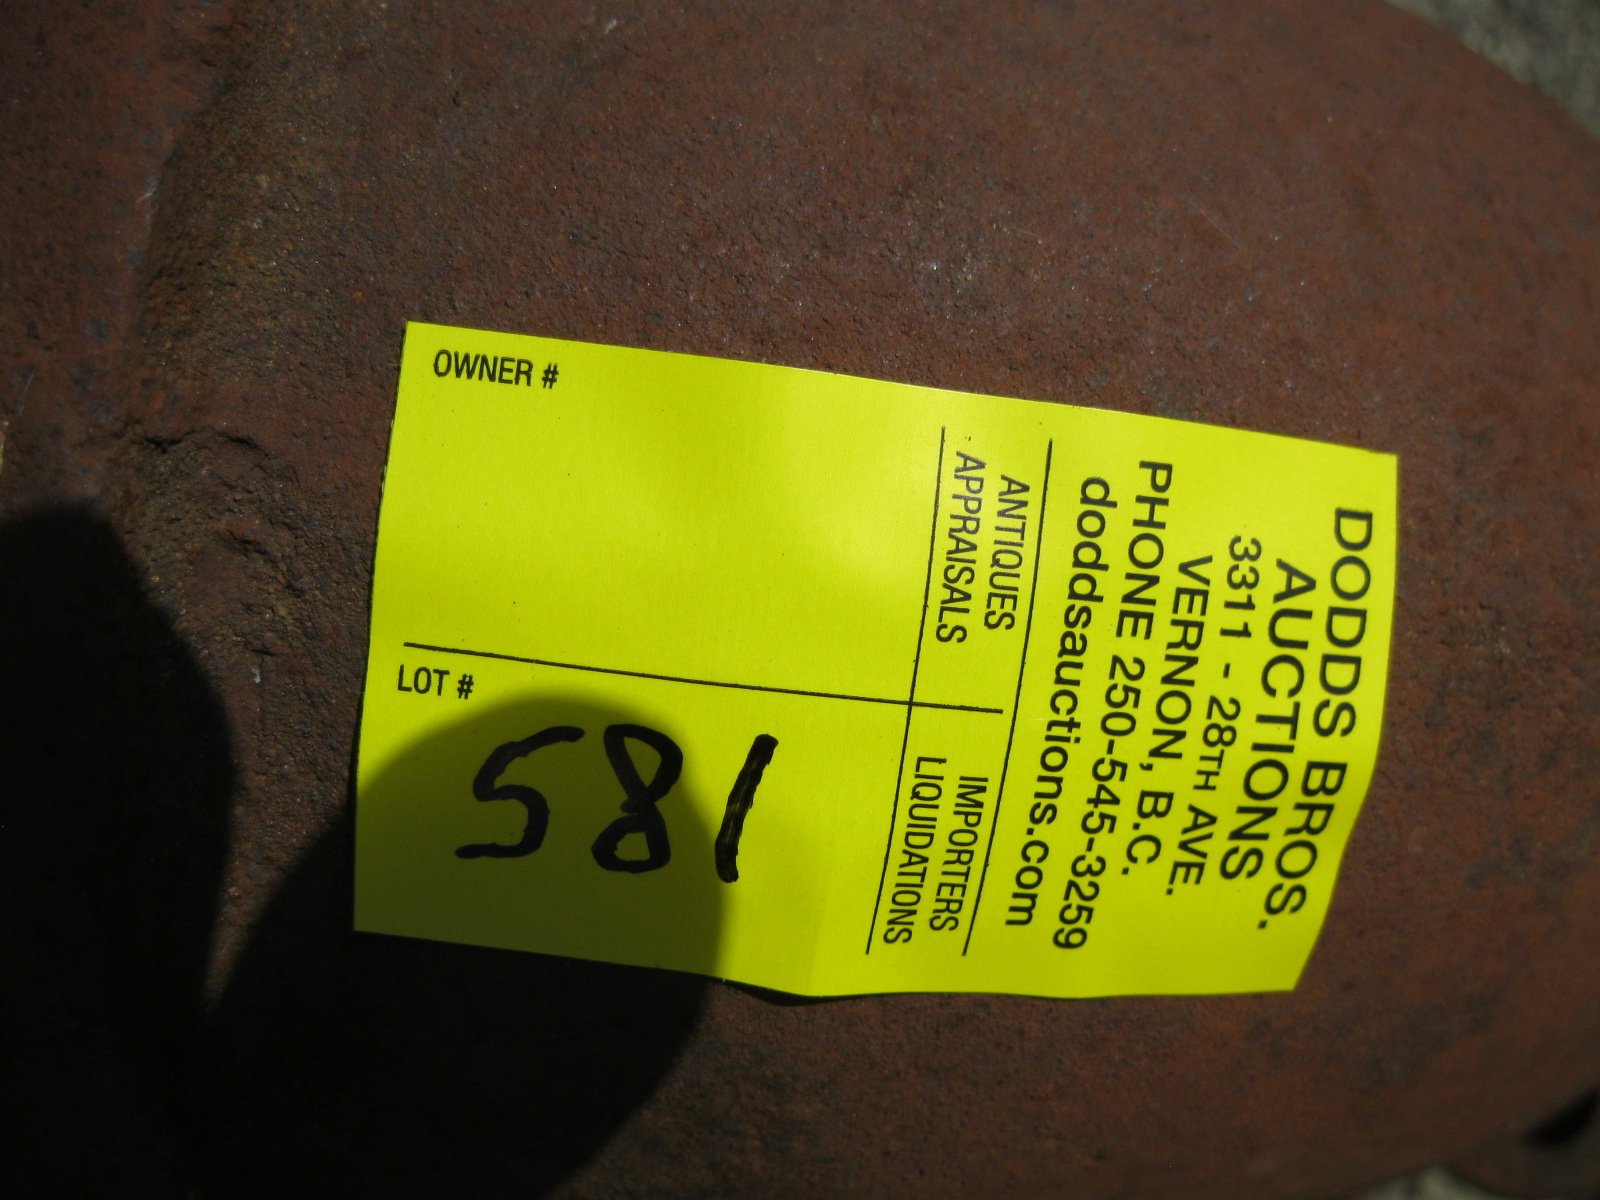 DODDS BROS.
AUCTIONS
3311 - 28TH AVE.
VERNON, B.C.
PHONE 250-545-3259
doddsauctions.com
ANTIQUES
APPRAISALS
IMPORTERS
LIQUIDATIONS
OWNER #
LOT #
581